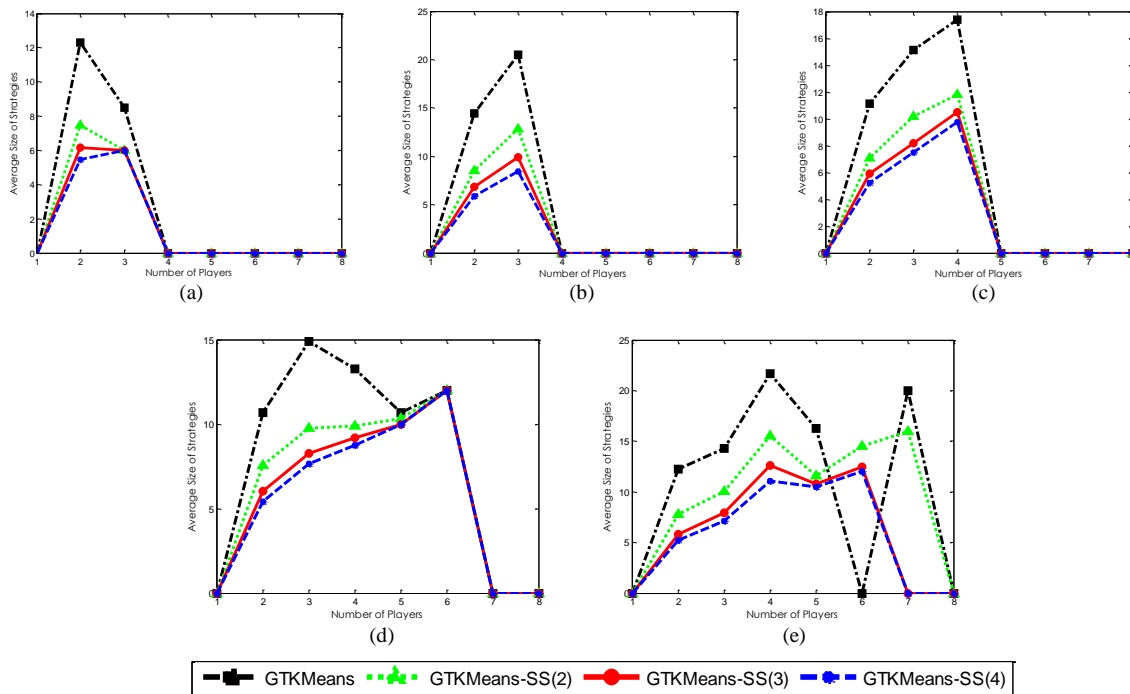 14
12
10
8
6
4
2
0
Average Size of Strategies
1 2 3 4 5 6 7 8
Number of Players
(a)
25
20
15
10
5
0
Average Size of Strategies
1 2 3 4 5 6 7 8
Number of Players
(b)
18
16
14
12
10
8
6
4
2
0
Average Size of Strategies
1 2 3 4 5 6 7
Number of Players
(c)
15
10
5
0
Average Size of Strategies
1 2 3 4 5 6 7 8
Number of Players
(d)
25
20
15
10
5
0
Average Size of Strategies
1 2 3 4 5 6 7 8
Number of Players
(e)
GTKMeans GTKMeans-SS(2) GTKMeans-SS(3) GTKMeans-SS(4)